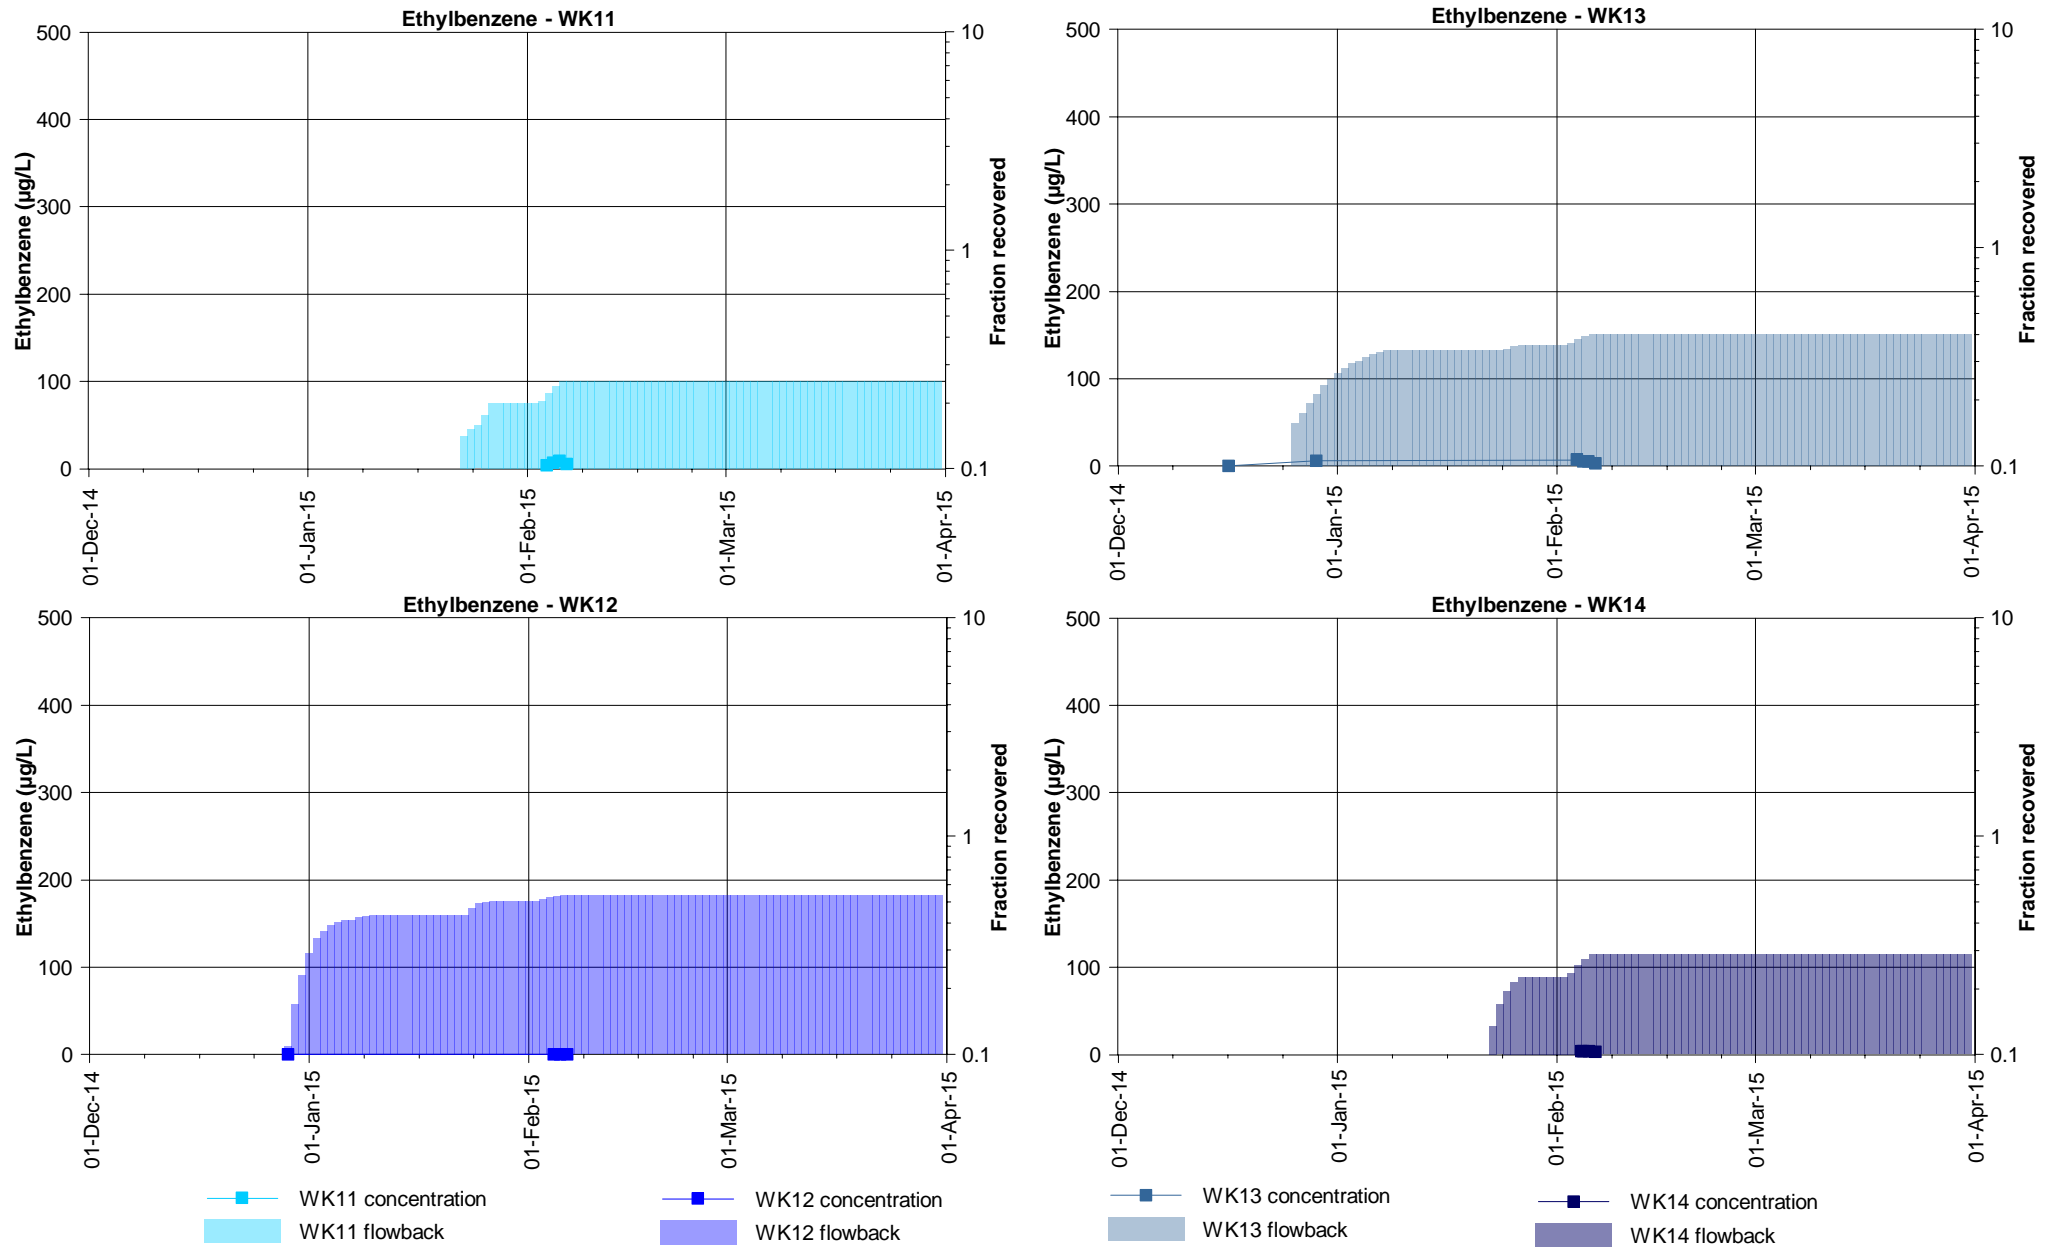 Ethylbenzene - WK11
Ethylbenzene (µg/L)
500
400
300
200
100
0
Fraction recovered
10
1
0.1
01-Dec-14
01-Jan-15
01-Feb-15
01-Mar-15
01-Apr-15
Ethylbenzene - WK13
Ethylbenzene (µg/L)
500
400
300
200
100
0
Fraction recovered
10
1
0.1
01-Dec-14
01-Jan-15
01-Feb-15
01-Mar-15
01-Apr-15
Ethylbenzene - WK12
Ethylbenzene (µg/L)
500
400
300
200
100
0
Fraction recovered
10
1
0.1
01-Dec-14
01-Jan-15
01-Feb-15
01-Mar-15
01-Apr-15
Ethylbenzene - WK14
Ethylbenzene (µg/L)
500
400
300
200
100
0
Fraction recovered
10
1
0.1
01-Dec-14
01-Jan-15
01-Feb-15
01-Mar-15
01-Apr-15
WK11 concentration
WK11 flowback
WK12 concentration
WK12 flowback
WK13 concentration
WK13 flowback
WK14 concentration
WK14 flowback